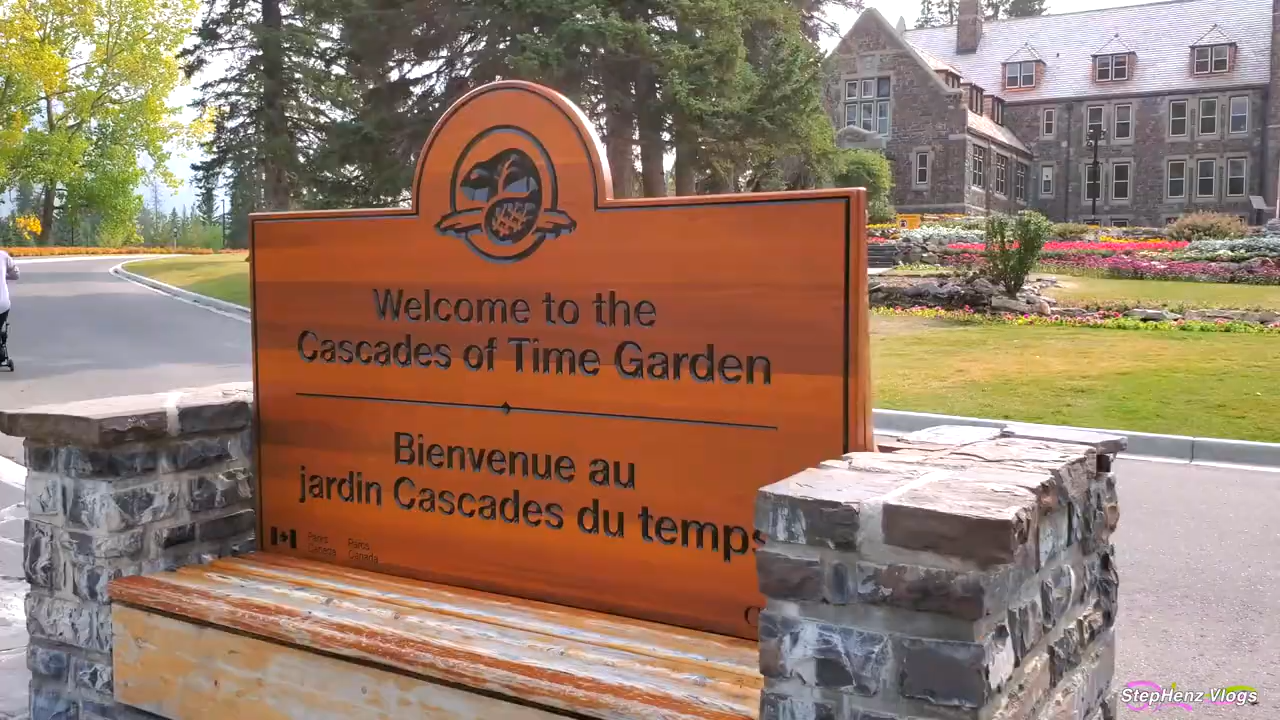 Welcome to the
Cascades of Time Garden
Bienvenue au
jardin Cascades du temps
Parks Canada
Parcs Canada
StepHenz Vlogs